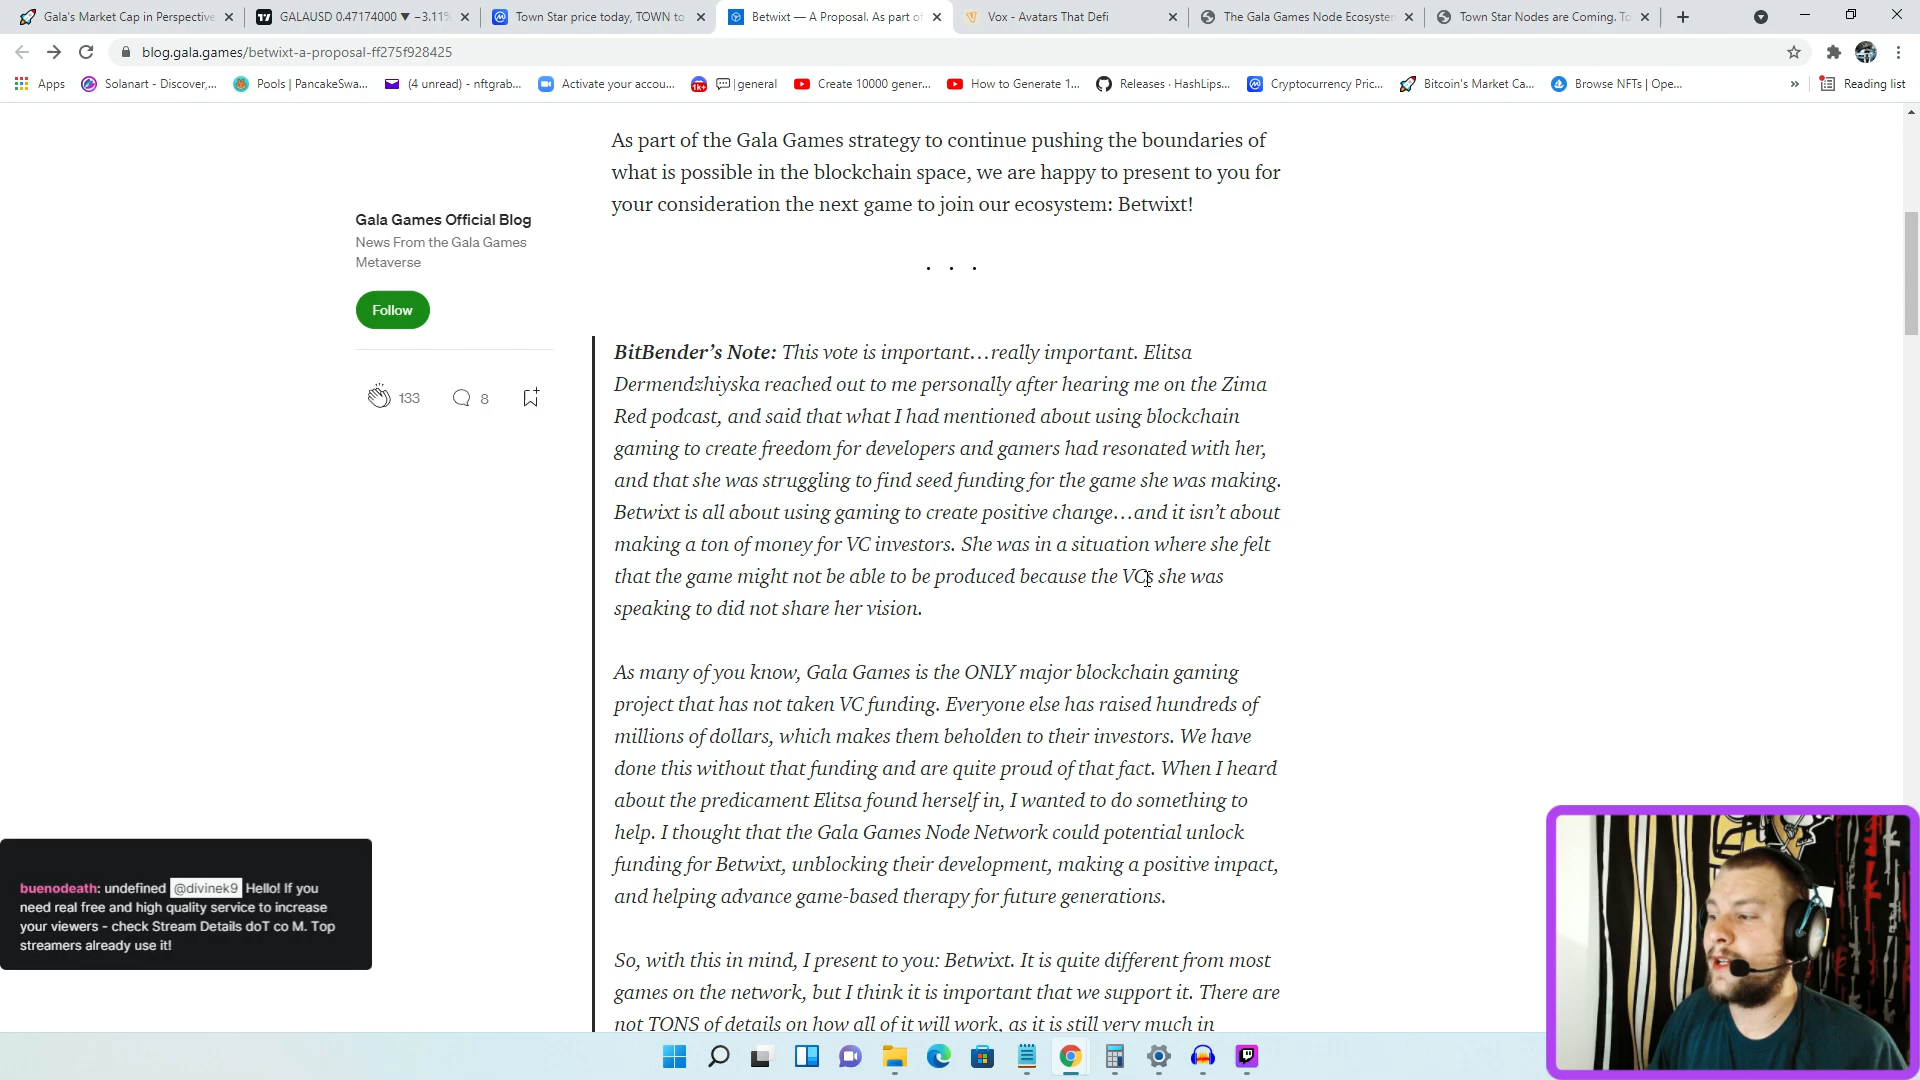 Gala's Market Cap in Perspective
GALAUSD 0.47174000 ▼ −3.11%
Town Star price today, TOWN to
Betwixt — A Proposal. As part of
Vox - Avatars That Defi
The Gala Games Node Ecosystem
Town Star Nodes are Coming. To
blog.gala.games/betwixt-a-proposal-ff275f928425
Apps
Solanart - Discover,...
Pools | PancakeSwa...
(4 unread) - nftgrab...
Activate your accou...
1k+
| general
Create 10000 gener...
How to Generate 1...
Releases · HashLips...
Cryptocurrency Pric...
Bitcoin's Market Ca...
Browse NFTs | Ope...
»
Reading list
As part of the Gala Games strategy to continue pushing the boundaries of
what is possible in the blockchain space, we are happy to present to you for
your consideration the next game to join our ecosystem: Betwixt!
. . .
Gala Games Official Blog
News From the Gala Games
Metaverse
Follow
133
8
BitBender's Note: This vote is important…really important. Elitsa
Dermendzhiyska reached out to me personally after hearing me on the Zima
Red podcast, and said that what I had mentioned about using blockchain
gaming to create freedom for developers and gamers had resonated with her,
and that she was struggling to find seed funding for the game she was making.
Betwixt is all about using gaming to create positive change…and it isn't about
making a ton of money for VC investors. She was in a situation where she felt
that the game might not be able to be produced because the VCs she was
speaking to did not share her vision.
As many of you know, Gala Games is the ONLY major blockchain gaming
project that has not taken VC funding. Everyone else has raised hundreds of
millions of dollars, which makes them beholden to their investors. We have
done this without that funding and are quite proud of that fact. When I heard
about the predicament Elitsa found herself in, I wanted to do something to
help. I thought that the Gala Games Node Network could potential unlock
funding for Betwixt, unblocking their development, making a positive impact,
and helping advance game-based therapy for future generations.
So, with this in mind, I present to you: Betwixt. It is quite different from most
games on the network, but I think it is important that we support it. There are
not TONS of details on how all of it will work, as it is still very much in
buenodeath: undefined @divinek9 Hello! If you
need real free and high quality service to increase
your viewers - check Stream Details doT co M. Top
streamers already use it!